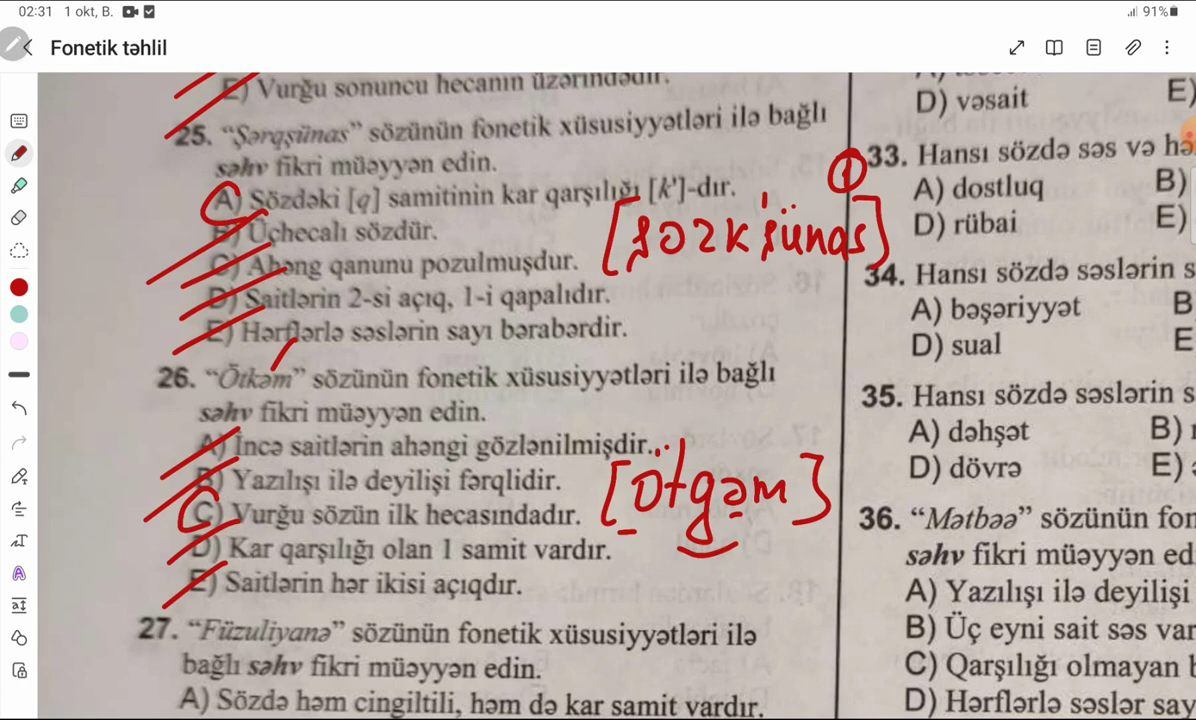 02:31 1 okt, B.
91%
Fonetik təhlil
E) Vurğu sonuncu hecanın üzərindədir.
25. “Şərqşünas” sözünün fonetik xüsusiyyətləri ilə bağlı
səhv fikri müəyyən edin.
A) Sözdəki [q] samitinin kar qarşılığı [k']-dır.
B) Üçhecalı sözdür.
C) Ahəng qanunu pozulmuşdur.
D) Saitlərin 2-si açıq, 1-i qapalıdır.
E) Hərflərlə səslərin sayı bərabərdir.
[şərk'şünas]
1
26. “Ötkəm” sözünün fonetik xüsusiyyətləri ilə bağlı
səhv fikri müəyyən edin.
A) İncə saitlərin ahəngi gözlənilmişdir.
B) Yazılışı ilə deyilişi fərqlidir.
C) Vurğu sözün ilk hecasındadır.
D) Kar qarşılığı olan 1 samit vardır.
E) Saitlərin hər ikisi açıqdır.
[ötgəm]
27. “Füzuliyanə” sözünün fonetik xüsusiyyətləri ilə
bağlı səhv fikri müəyyən edin.
A) Sözdə həm cingiltili, həm də kar samit vardır.
D) vəsait E)
33. Hansı sözdə səs və hə
A) dostluq B)
D) rübai E)
34. Hansı sözdə səslərin s
A) bəşəriyyət B
D) sual E
35. Hansı sözdə səslərin s
A) dəhşət B)
D) dövrə E)
36. “Mətbəə” sözünün fon
səhv fikri müəyyən ed
A) Yazılışı ilə deyilişi
B) Üç eyni sait səs var
C) Qarşılığı olmayan
D) Hərflərlə səslər say